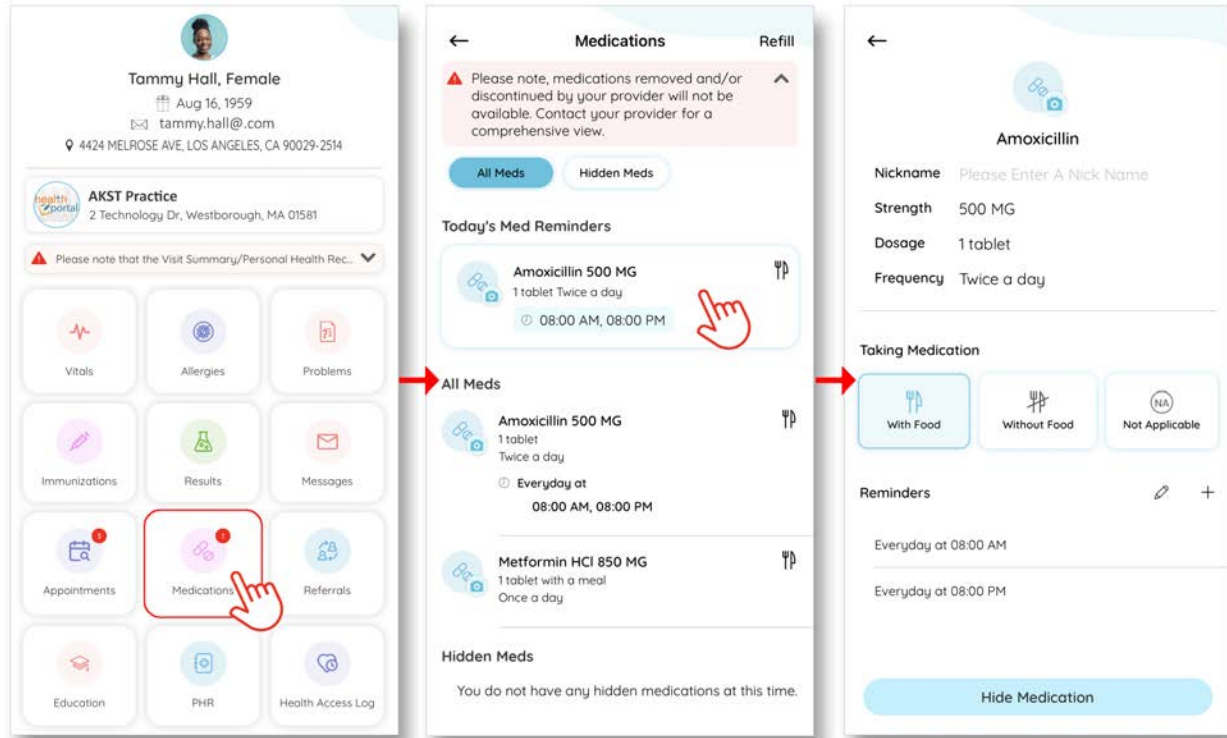 Tammy Hall, Female
Aug 16, 1959
tammy.hall@.com
4424 MELROSE AVE, LOS ANGELES, CA 90029-2514
health
portal
AKST Practice
2 Technology Dr, Westborough, MA 01581
Please note that the Visit Summary/Personal Health Rec...
Vitals
Allergies
Problems
Immunizations
Results
Messages
3
Appointments
1
Medications
Referrals
Education
PHR
Health Access Log
Medications
Refill
Please note, medications removed and/or
discontinued by your provider will not be
available. Contact your provider for a
comprehensive view.
All Meds
Hidden Meds
Today's Med Reminders
Amoxicillin 500 MG
1 tablet Twice a day
08:00 AM, 08:00 PM
All Meds
Amoxicillin 500 MG
1 tablet
Twice a day
Everyday at
08:00 AM, 08:00 PM
Metformin HCl 850 MG
1 tablet with a meal
Once a day
Hidden Meds
You do not have any hidden medications at this time.
Amoxicillin
Nickname Please Enter A Nick Name
Strength 500 MG
Dosage 1 tablet
Frequency Twice a day
Taking Medication
With Food
Without Food
NA
Not Applicable
Reminders
Everyday at 08:00 AM
Everyday at 08:00 PM
Hide Medication